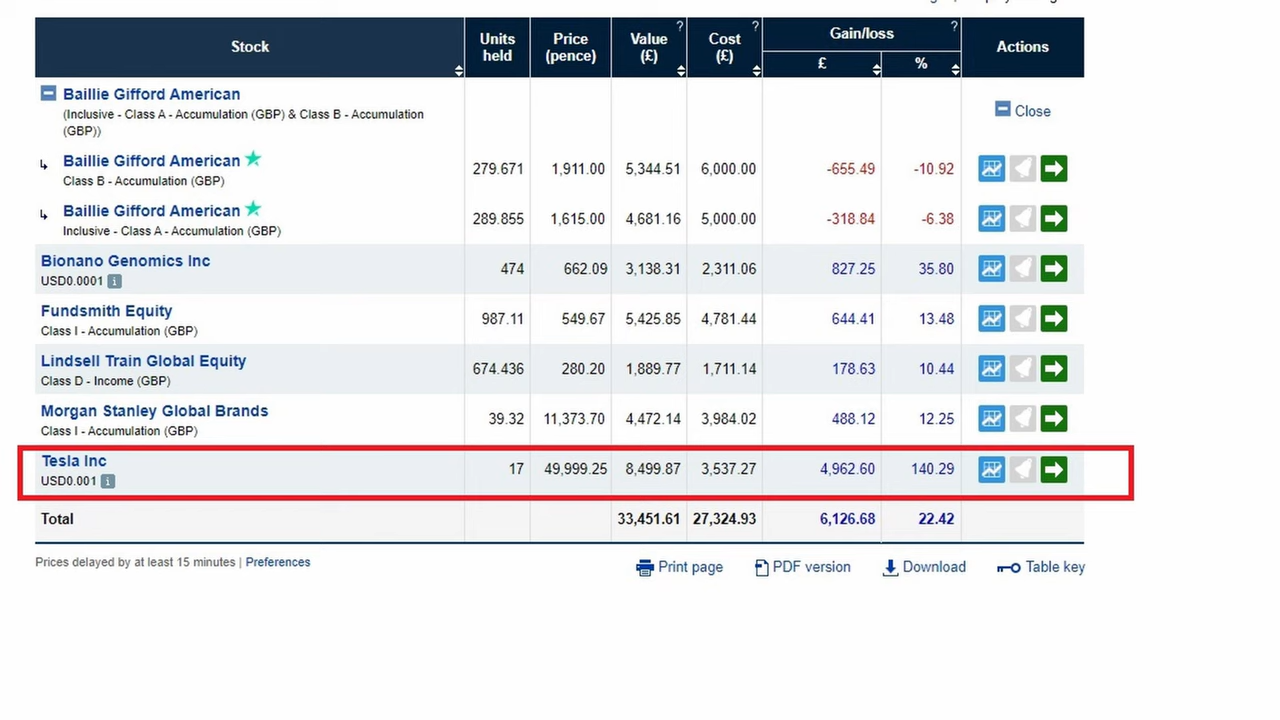 Stock
Units held
Price (pence)
Value (£)
?
Cost (£)
?
Gain/loss
?
£
%
Actions
Baillie Gifford American
(Inclusive - Class A - Accumulation (GBP) & Class B - Accumulation
(GBP))
Close
Baillie Gifford American 279.671 1,911.00 5,344.51 6,000.00 -655.49 -10.92
Class B - Accumulation (GBP)
Baillie Gifford American 289.855 1,615.00 4,681.16 5,000.00 -318.84 -6.38
Inclusive - Class A - Accumulation (GBP)
Bionano Genomics Inc 474 662.09 3,138.31 2,311.06 827.25 35.80
USD0.0001 i
Fundsmith Equity 987.11 549.67 5,425.85 4,781.44 644.41 13.48
Class I - Accumulation (GBP)
Lindsell Train Global Equity 674.436 280.20 1,889.77 1,711.14 178.63 10.44
Class D - Income (GBP)
Morgan Stanley Global Brands 39.32 11,373.70 4,472.14 3,984.02 488.12 12.25
Class I - Accumulation (GBP)
Tesla Inc 17 49,999.25 8,499.87 3,537.27 4,962.60 140.29
USD0.001 i
Total 33,451.61 27,324.93 6,126.68 22.42
Prices delayed by at least 15 minutes | Preferences
Print page PDF version Download Table key